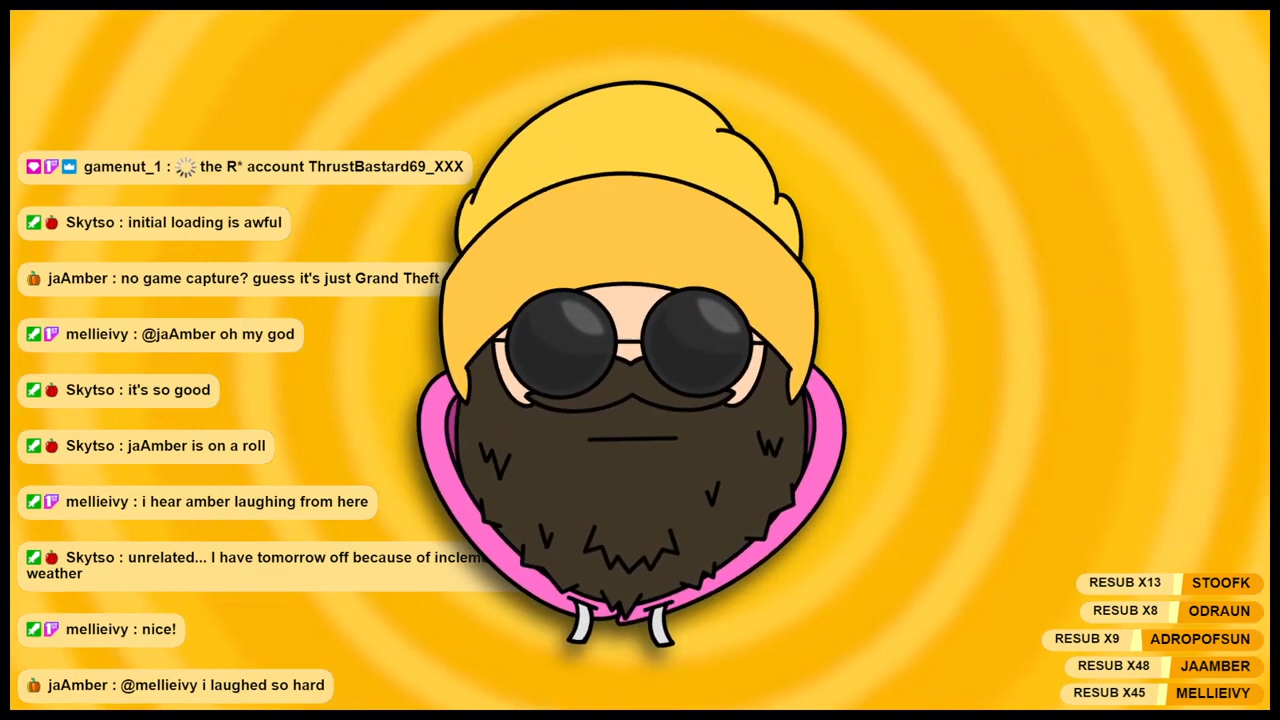 gamenut_1 : the R* account ThrustBastard69_XXX
Skytso : initial loading is awful
jaAmber : no game capture? guess it's just Grand Theft
mellieivy : @jaAmber oh my god
Skytso : it's so good
Skytso : jaAmber is on a roll
mellieivy : i hear amber laughing from here
Skytso : unrelated... I have tomorrow off because of inclem
weather
mellieivy : nice!
jaAmber : @mellieivy i laughed so hard
RESUB X13 STOOFK
RESUB X8 ODRAUN
RESUB X9 ADROPOFSUN
RESUB X48 JAAMBER
RESUB X45 MELLIEIVY